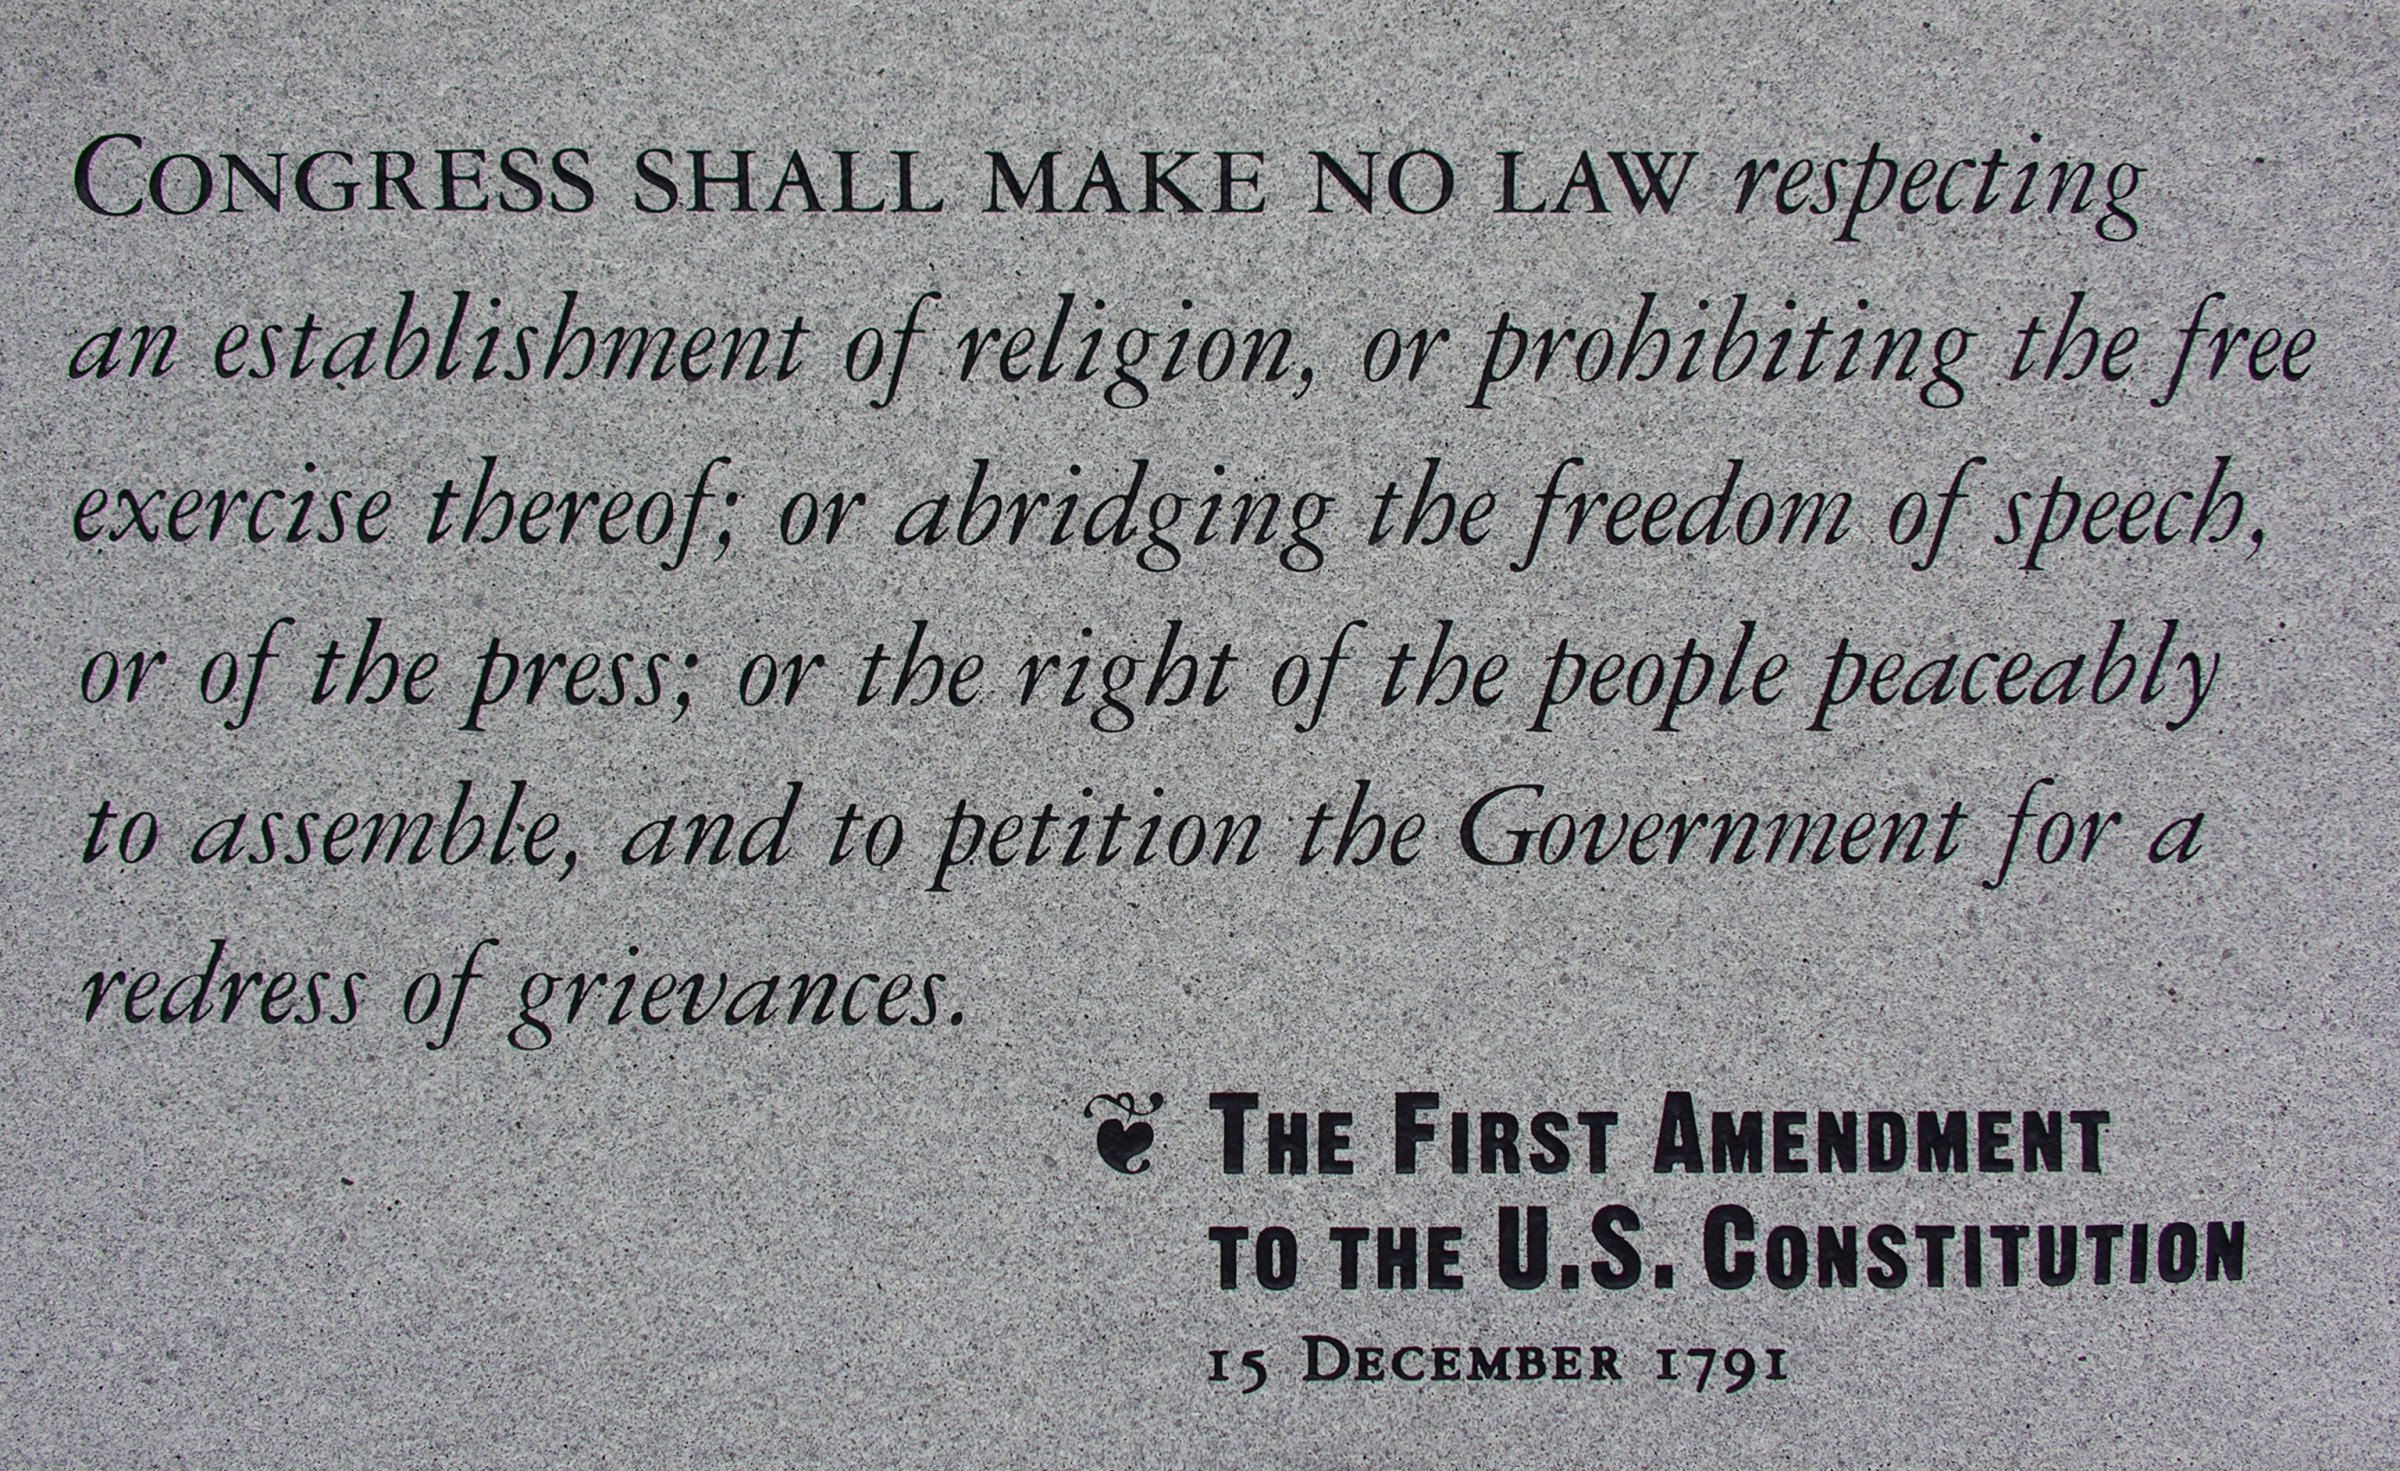 CONGRESS SHALL MAKE NO LAW respecting
an establishment of religion, or prohibiting the free
exercise thereof; or abridging the freedom of speech,
or of the press; or the right of the people peaceably
to assemble, and to petition the Government for a
redress of grievances.
❦ THE FIRST AMENDMENT
TO THE U.S. CONSTITUTION
15 DECEMBER 1791